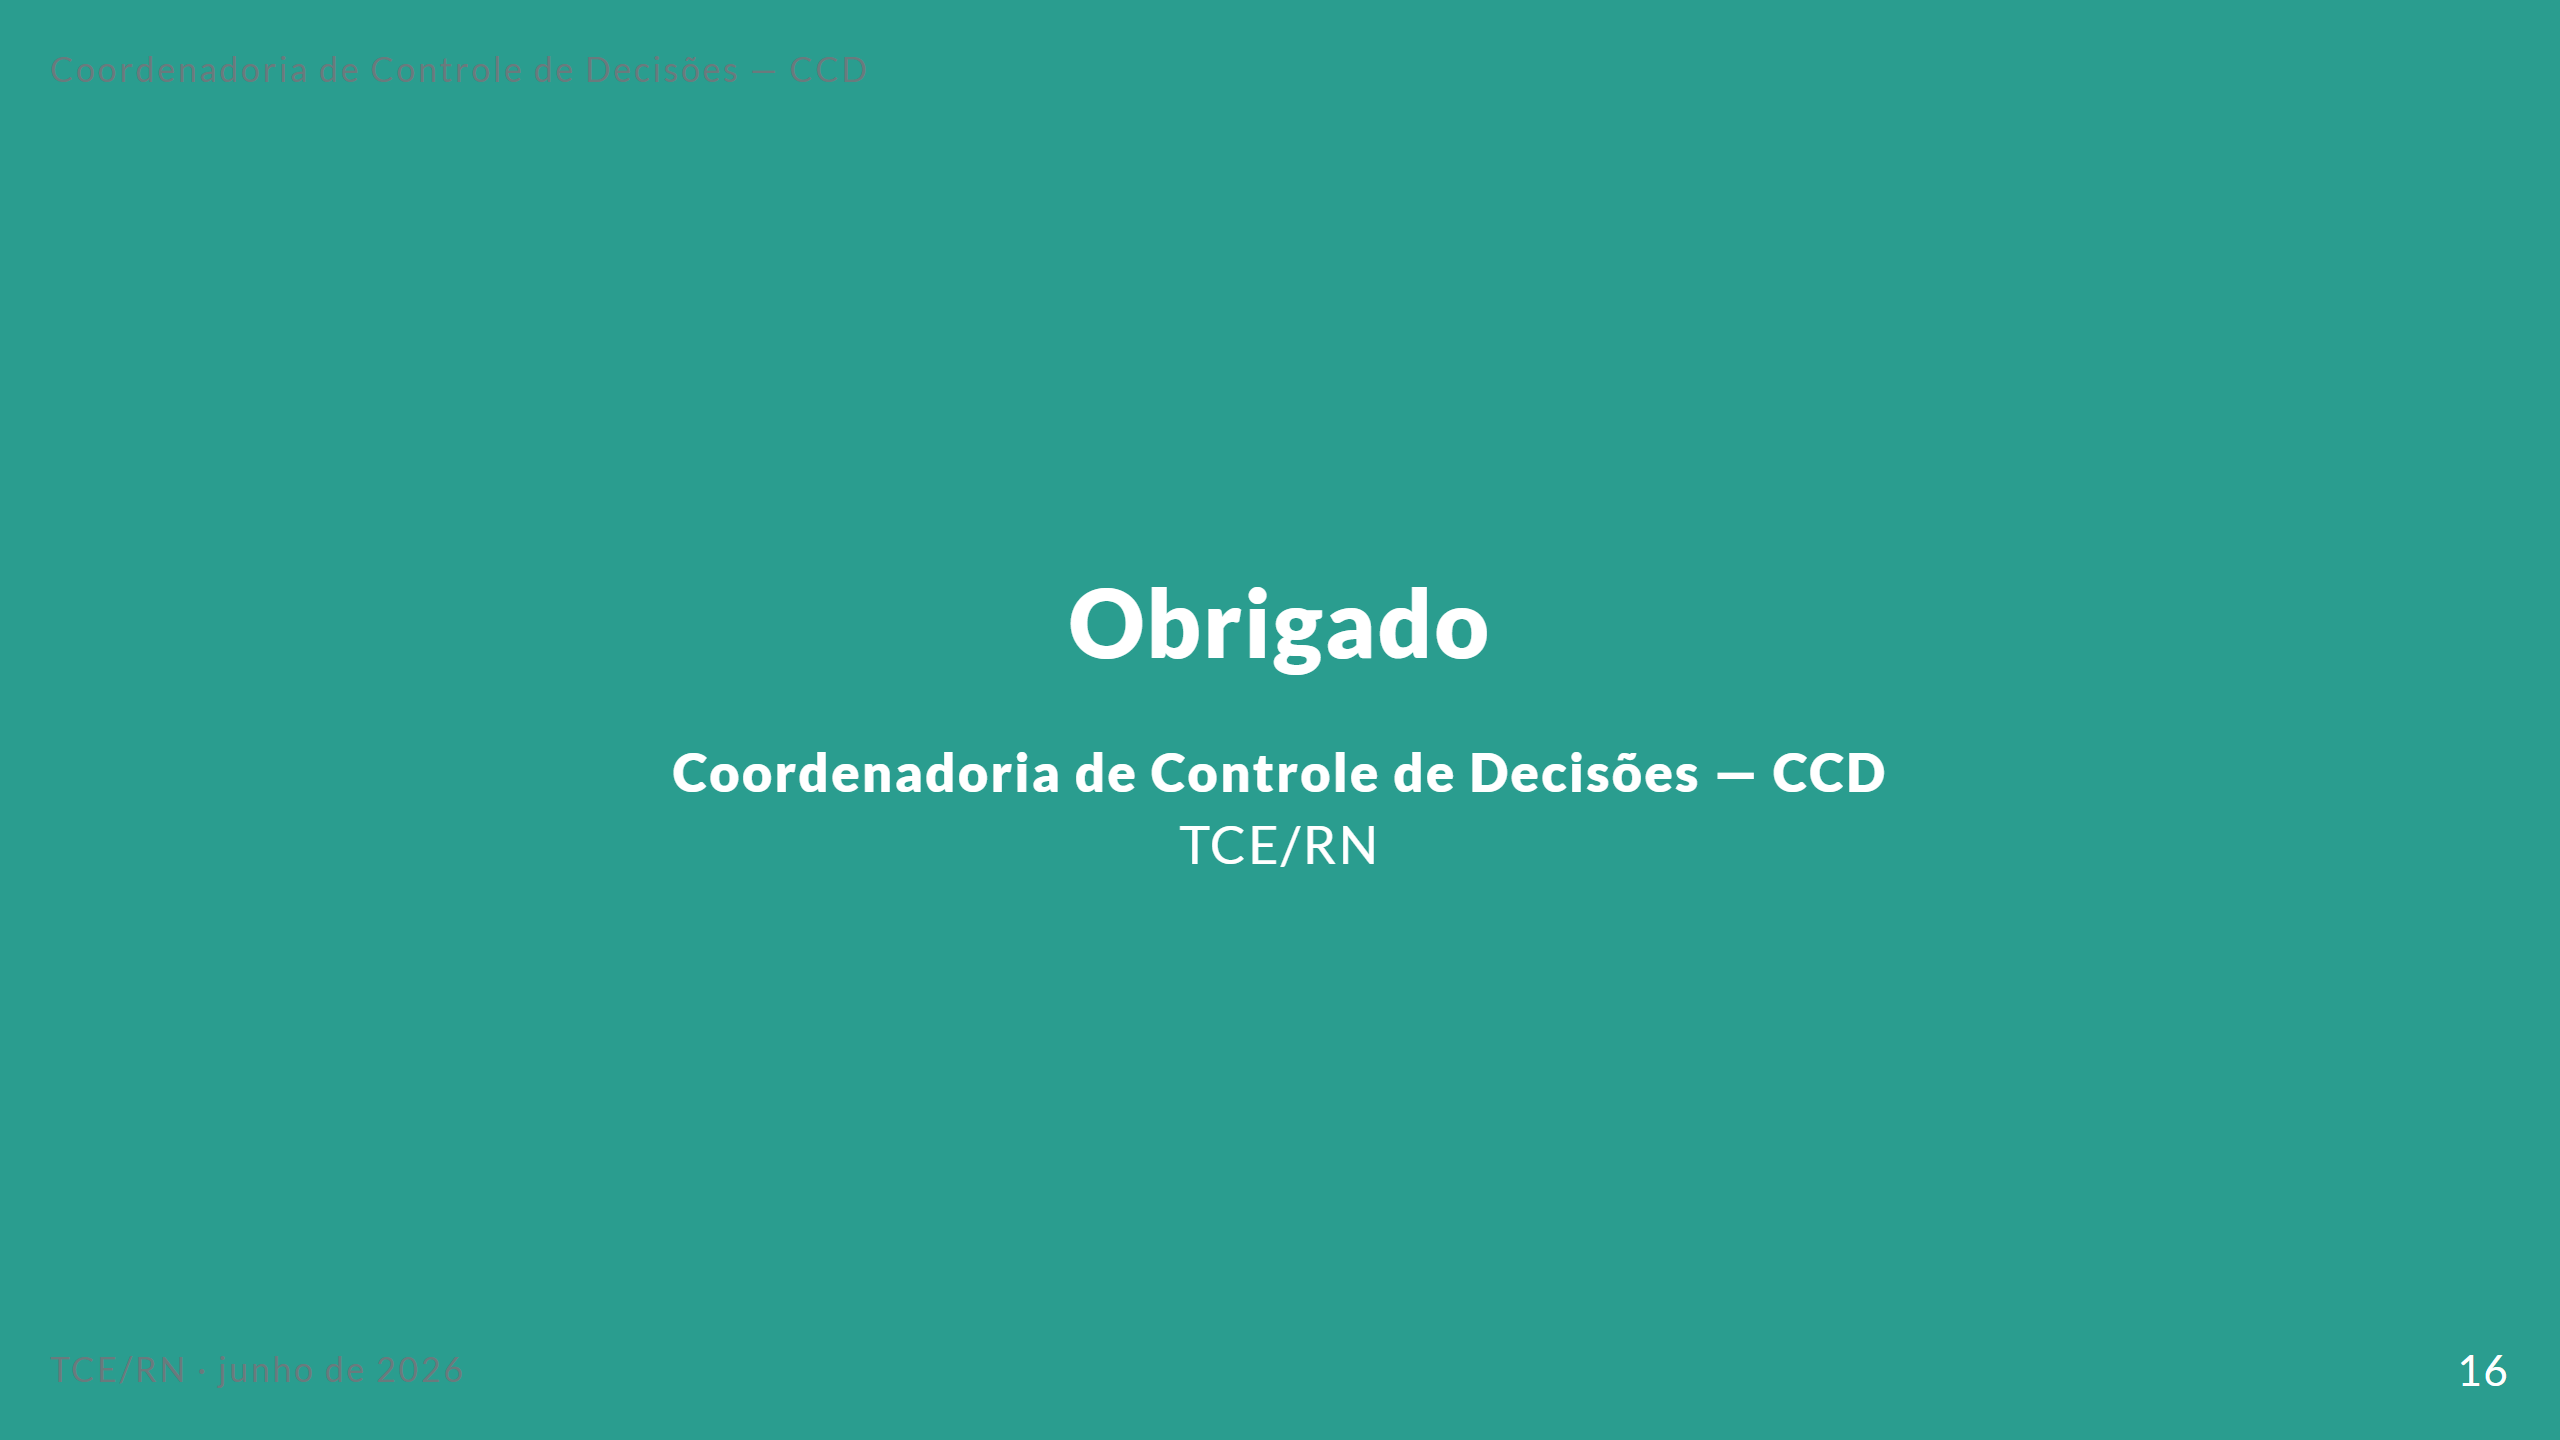 Coordenadoria de Controle de Decisões — CCD
Obrigado
Coordenadoria de Controle de Decisões — CCD
TCE/RN
TCE/RN · junho de 2026
16